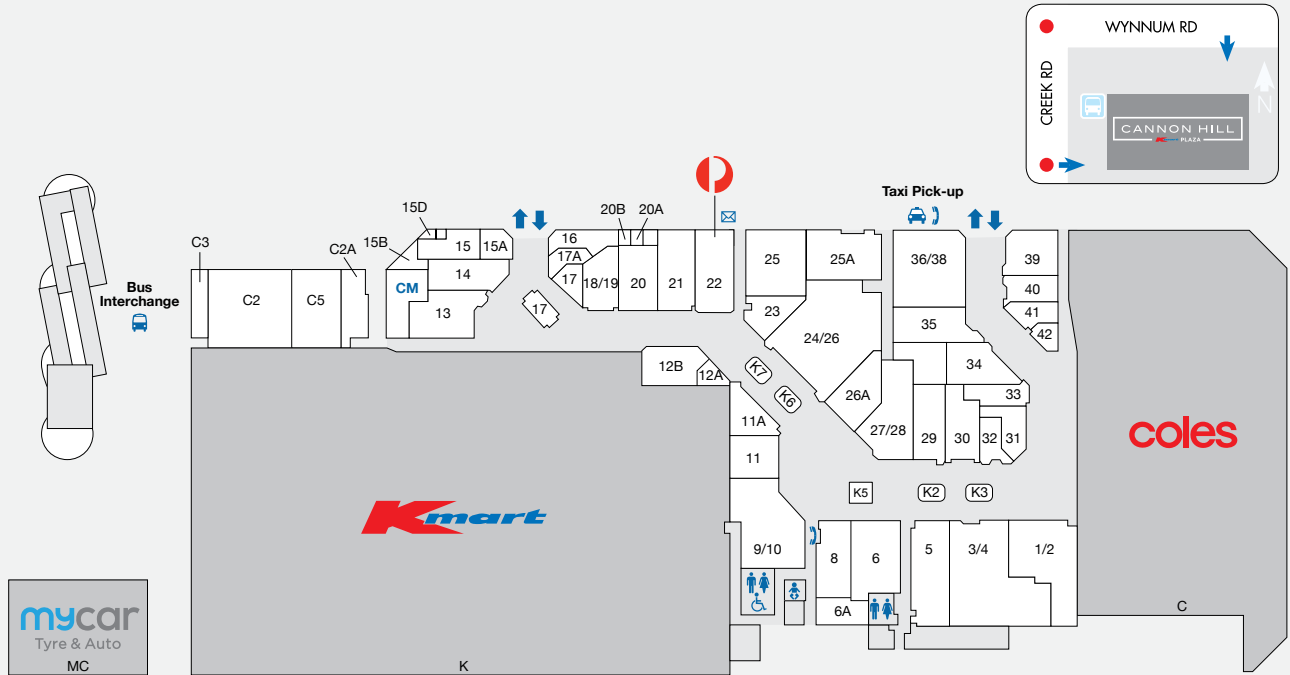 WYNNUM RD
CREEK RD
N
CANNON HILL
Kmart PLAZA
Taxi Pick-up
Bus
Interchange
C3
C2
C5
C2A
15B
15D
15
15A
14
CM
13
16
17A
17
18/19
20B
20A
20
21
22
17
25
25A
23
24/26
26A
27/28
36/38
35
34
33
29
30
32
31
39
40
41
42
12B
12A
K7
K6
11A
11
9/10
K5
K2
K3
8
6
6A
5
3/4
1/2
Kmart
K
coles
C
mycar
Tyre & Auto
MC